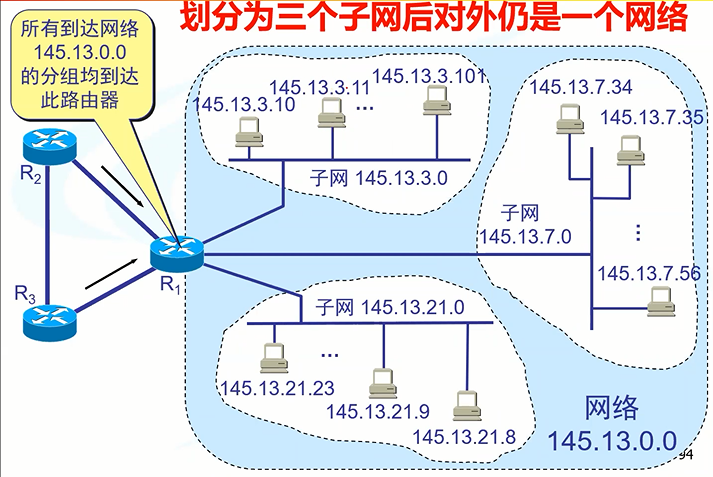 划分为三个子网后对外仍是一个网络
所有到达网络
145.13.0.0
的分组均到达
此路由器
145.13.3.10
145.13.3.11
145.13.3.101
...
子网 145.13.3.0
145.13.7.34
145.13.7.35
子网
145.13.7.0
...
145.13.7.56
R2
R1
R3
子网 145.13.21.0
...
145.13.21.23
145.13.21.9
145.13.21.8
网络
145.13.0.0
94